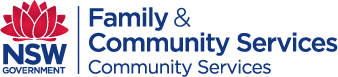 NSW
GOVERNMENT
Family &
Community Services
Community Services